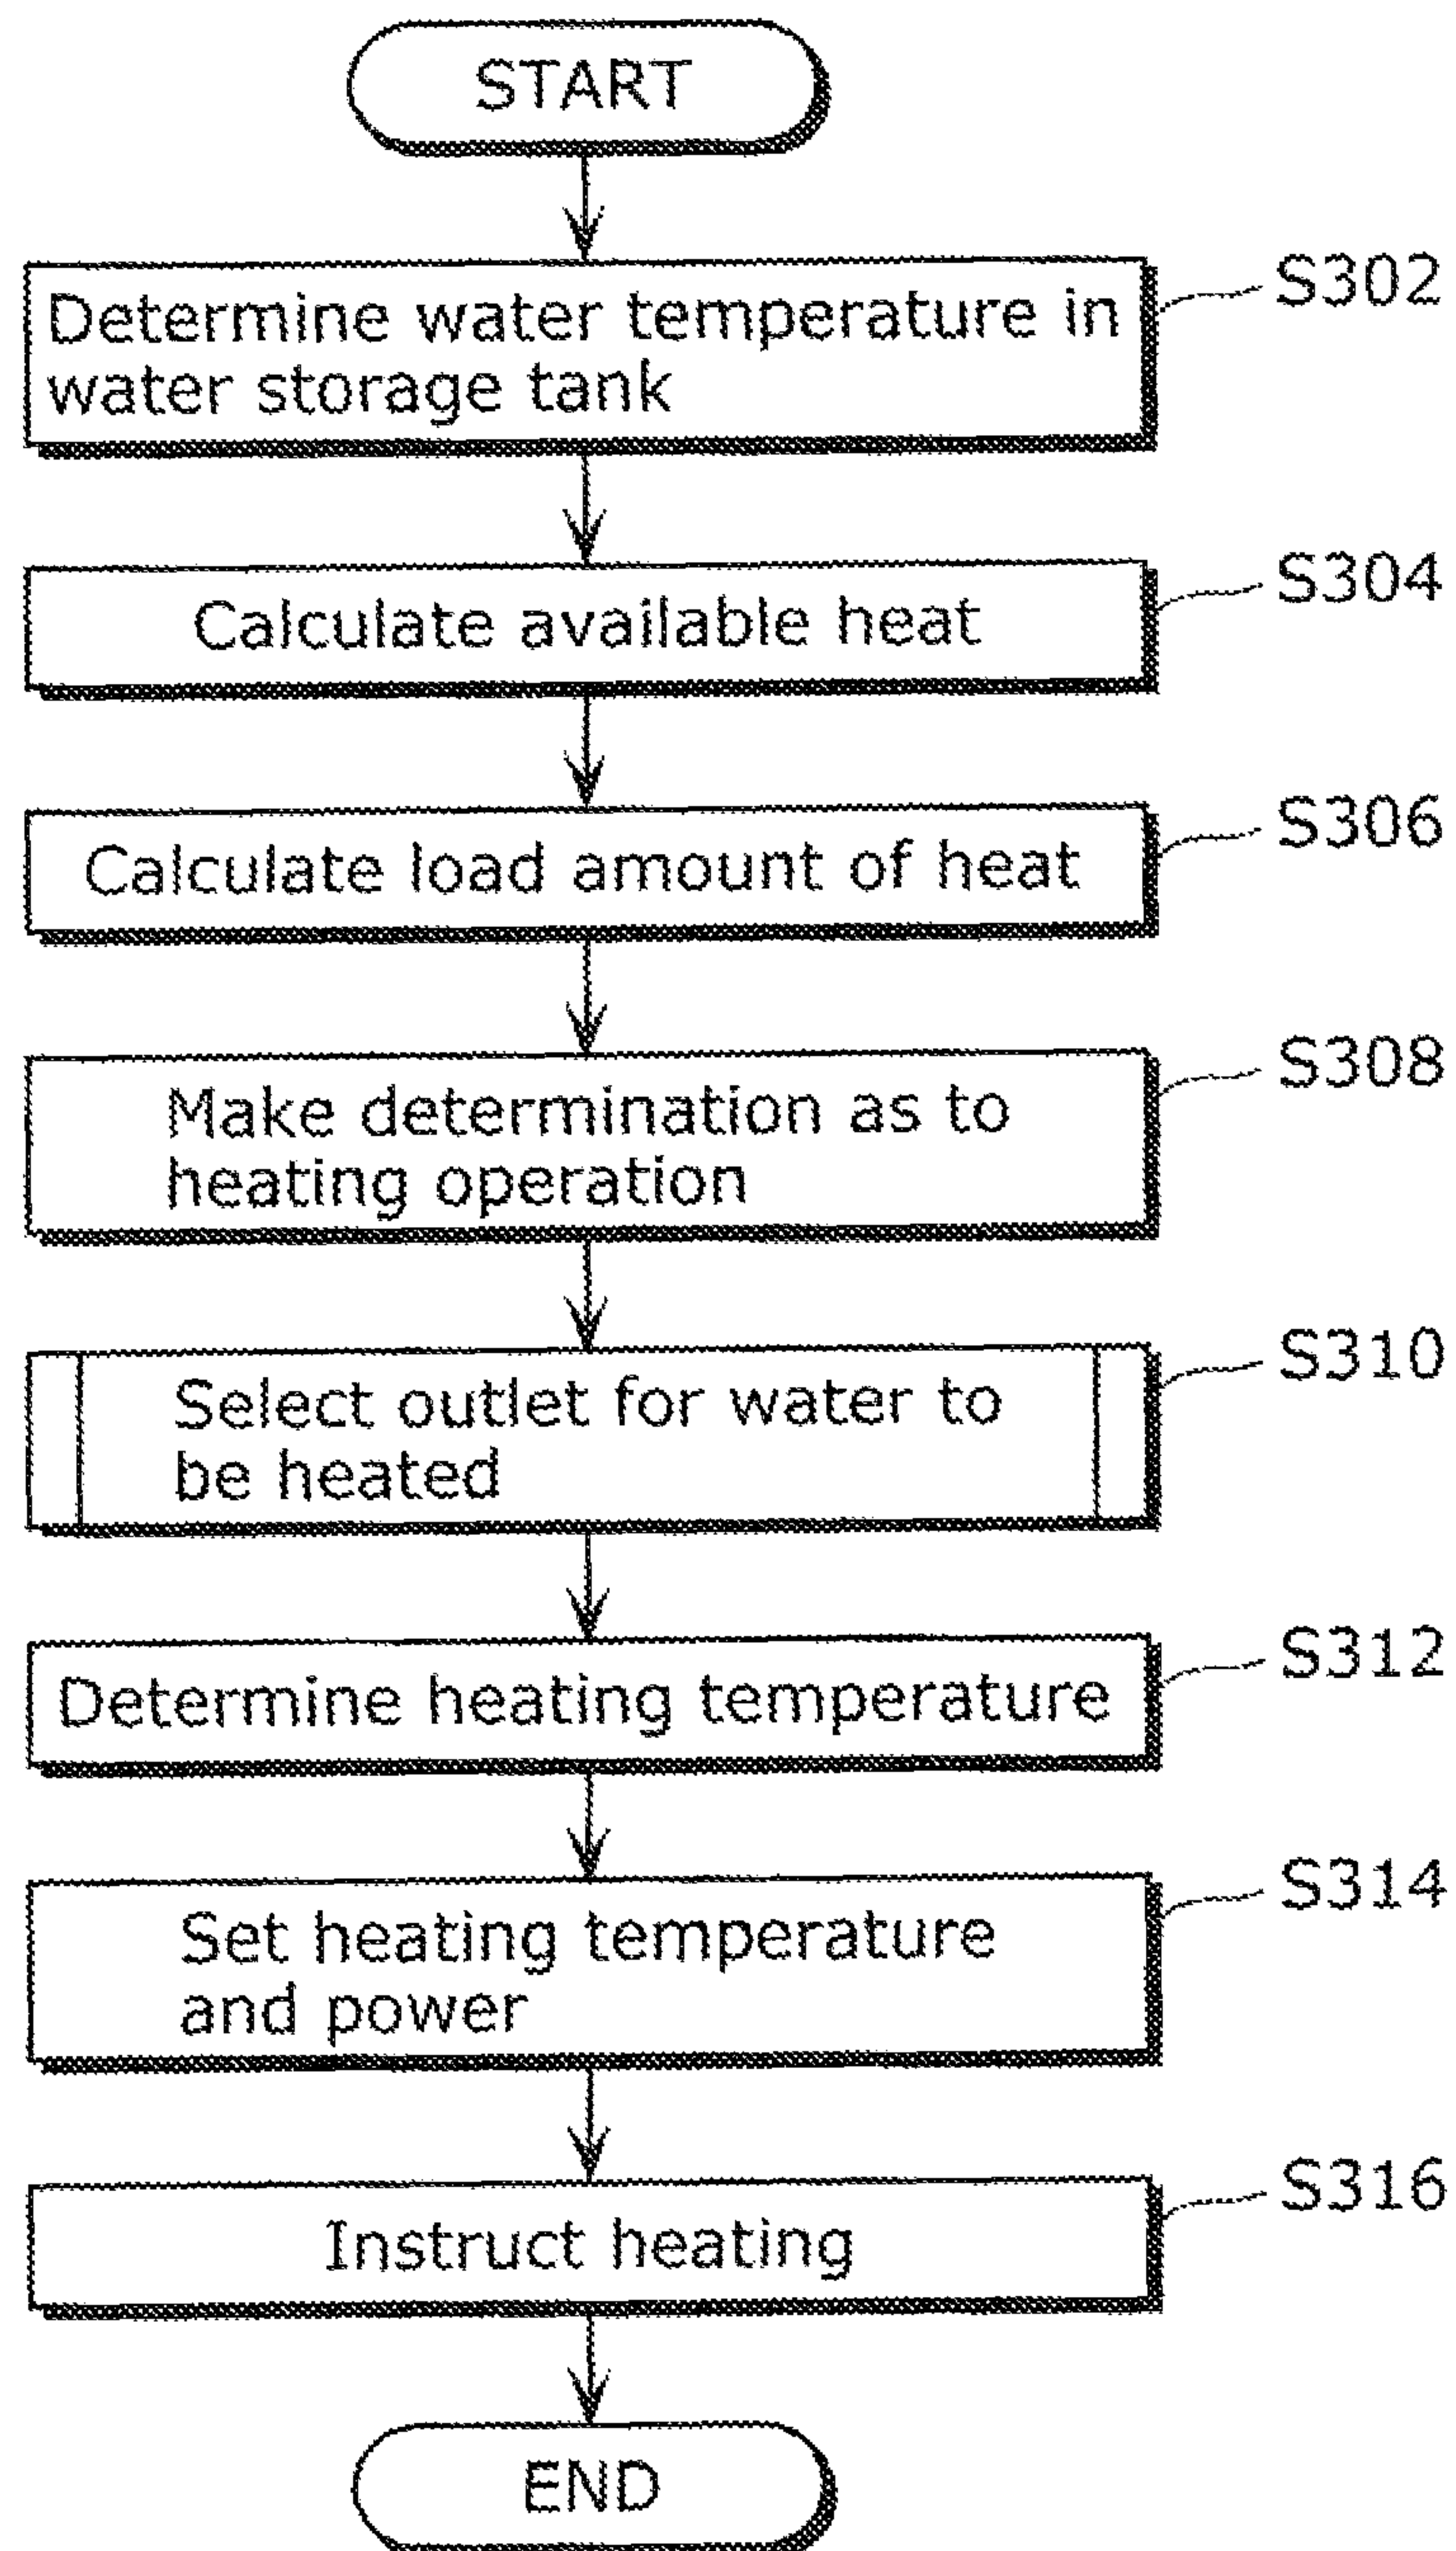 START
Determine water temperature in
water storage tank
S302
Calculate available heat
S304
Calculate load amount of heat
S306
Make determination as to
heating operation
S308
Select outlet for water to
be heated
S310
Determine heating temperature
S312
Set heating temperature
and power
S314
Instruct heating
S316
END